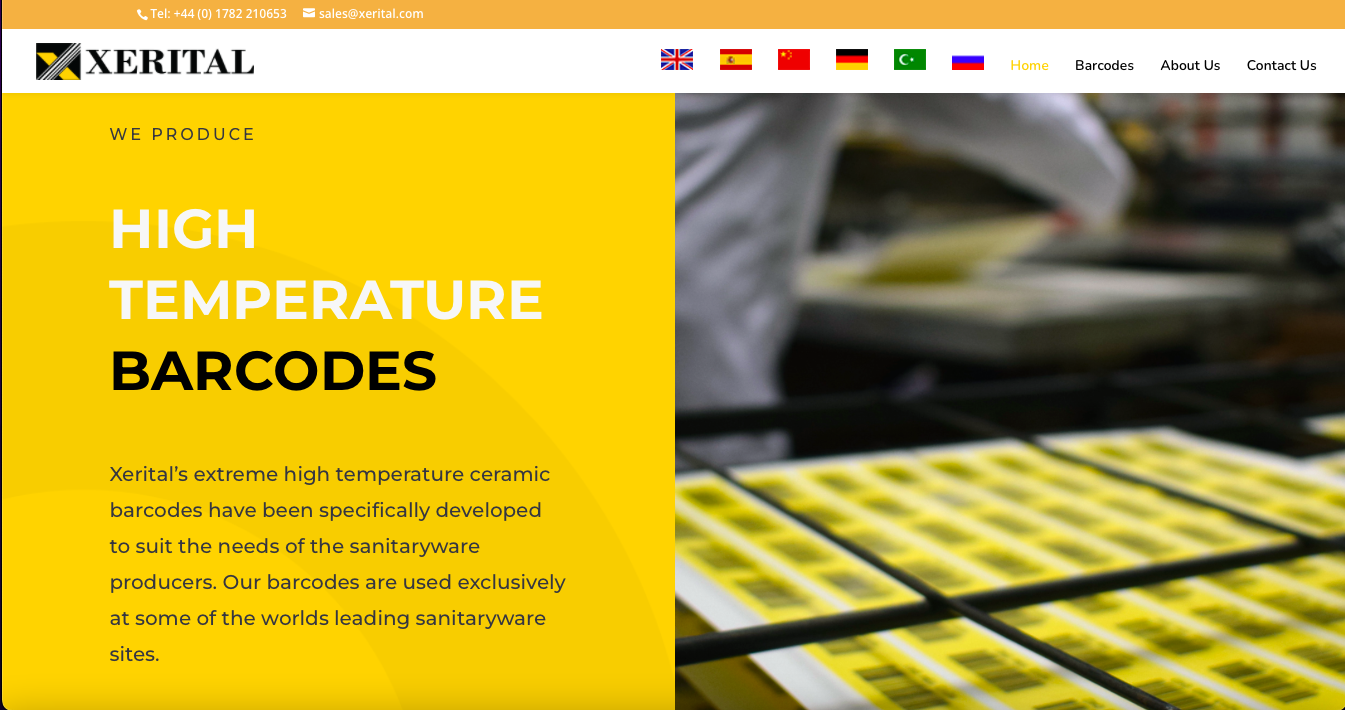 Tel: +44 (0) 1782 210653 sales@xerital.com
XERITAL
Home Barcodes About Us Contact Us
WE PRODUCE
HIGH
TEMPERATURE
BARCODES
Xerital’s extreme high temperature ceramic
barcodes have been specifically developed
to suit the needs of the sanitaryware
producers. Our barcodes are used exclusively
at some of the worlds leading sanitaryware
sites.